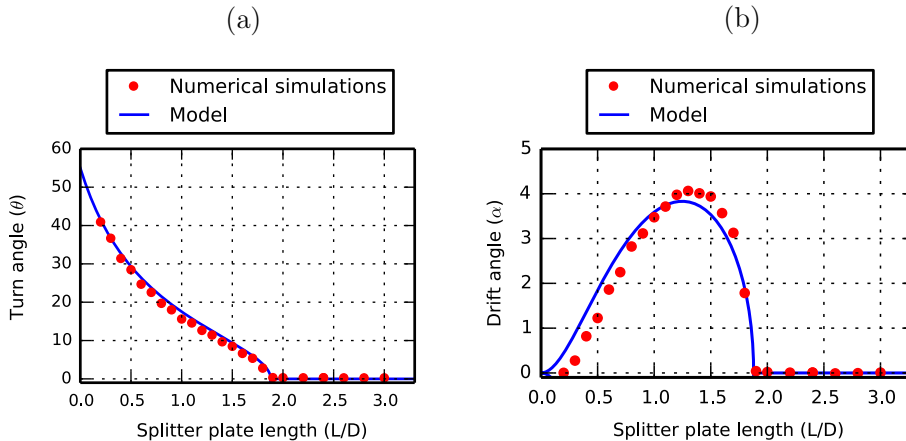 (a)
Numerical simulations
Model
60
50
40
30
20
10
0
0.0 0.5 1.0 1.5 2.0 2.5 3.0
Turn angle (θ)
Splitter plate length (L/D)
(b)
Numerical simulations
Model
5
4
3
2
1
0
0.0 0.5 1.0 1.5 2.0 2.5 3.0
Drift angle (α)
Splitter plate length (L/D)